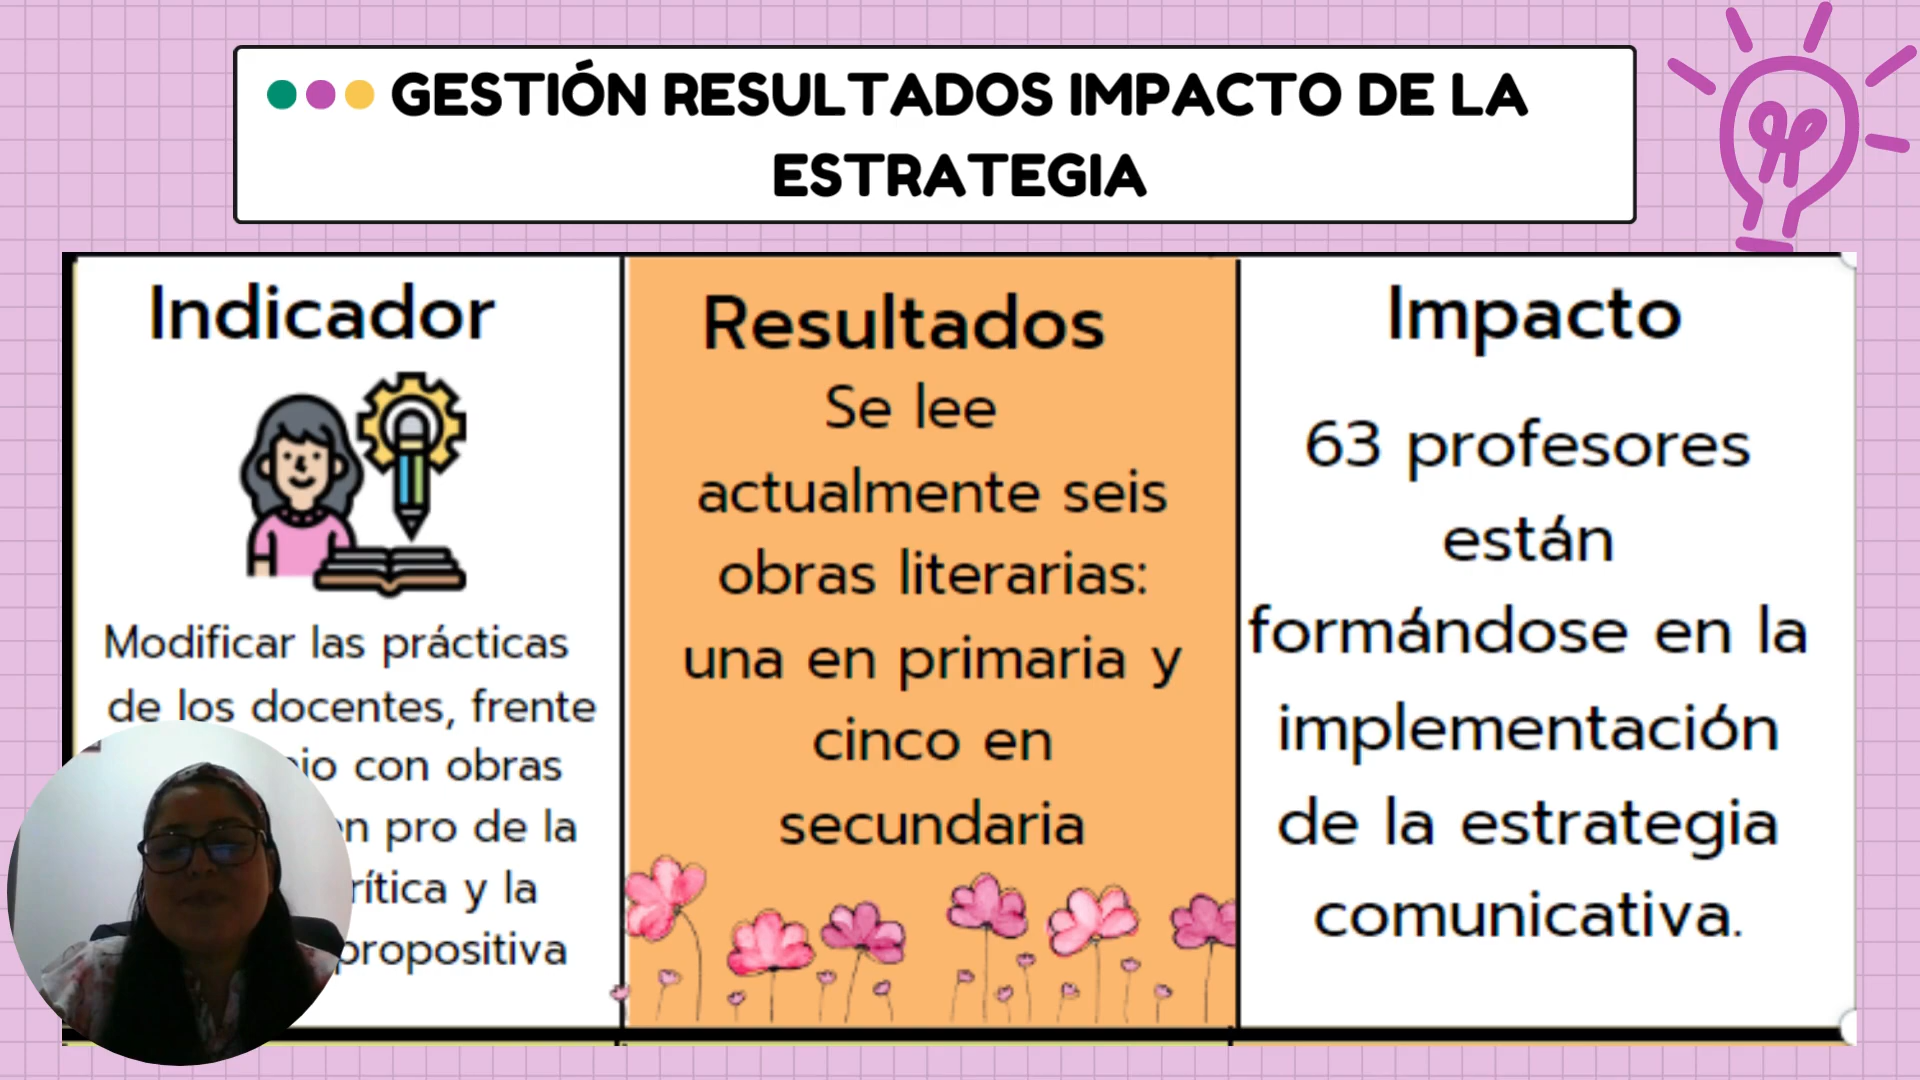 GESTIÓN RESULTADOS IMPACTO DE LA
ESTRATEGIA
Indicador
Modificar las prácticas
de los docentes, frente
con obras
pro de la
y la
propositiva
Resultados
Se lee
actualmente seis
obras literarias:
una en primaria y
cinco en
secundaria
Impacto
63 profesores
están
formándose en la
implementación
de la estrategia
comunicativa.